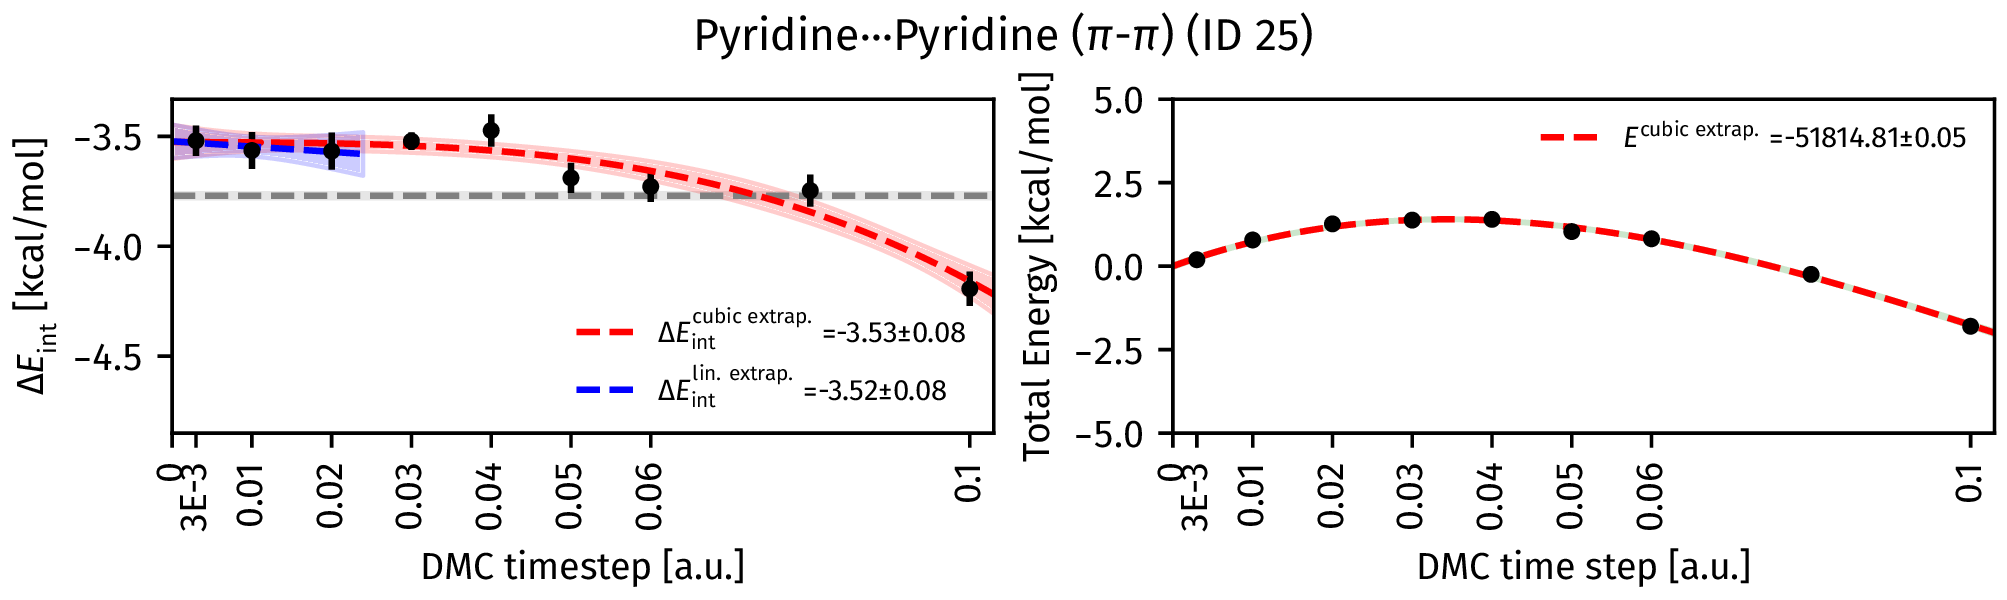 Pyridine···Pyridine (π-π) (ID 25)
ΔEint [kcal/mol]
−3.5
−4.0
−4.5
ΔEint cubic extrap. =-3.53±0.08
ΔEint lin. extrap. =-3.52±0.08
0
3E-3
0.01
0.02
0.03
0.04
0.05
0.06
0.1
DMC timestep [a.u.]
Total Energy [kcal/mol]
5.0
2.5
0.0
−2.5
−5.0
E cubic extrap. =-51814.81±0.05
0
3E-3
0.01
0.02
0.03
0.04
0.05
0.06
0.1
DMC time step [a.u.]